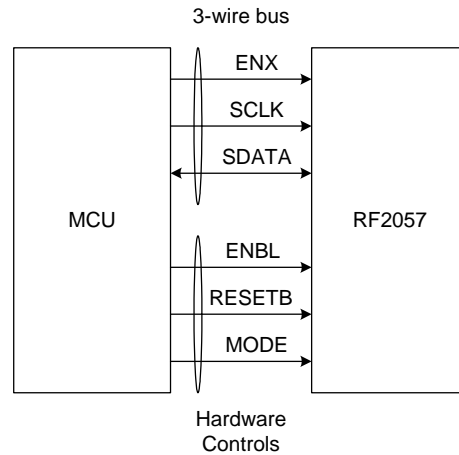 3-wire bus
ENX
SCLK
SDATA
MCU
RF2057
ENBL
RESETB
MODE
Hardware
Controls